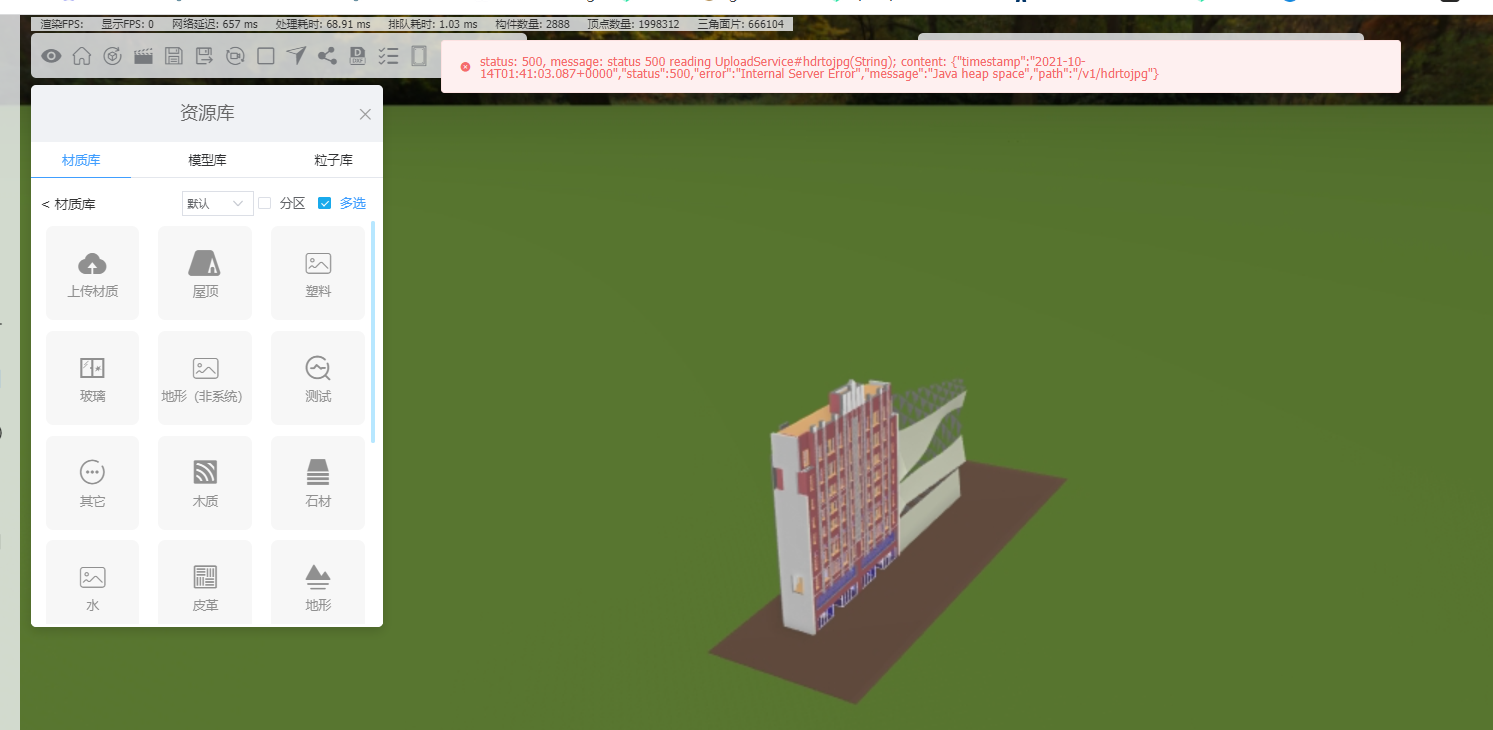 渲染FPS: 显示FPS: 0 网络延迟: 657 ms 处理耗时: 68.91 ms 排队耗时: 1.03 ms 构件数量: 2888 顶点数量: 1998312 三角面片: 666104
D
DXF
status: 500, message: status 500 reading UploadService#hdrtojpg(String); content: {"timestamp":"2021-10-
14T01:41:03.087+0000","status":500,"error":"Internal Server Error","message":"Java heap space","path":"/v1/hdrtojpg"}
资源库
材质库 模型库 粒子库
< 材质库 默认 分区 多选
上传材质 屋顶 塑料
玻璃 地形（非系统） 测试
其它 木质 石材
水 皮革 地形